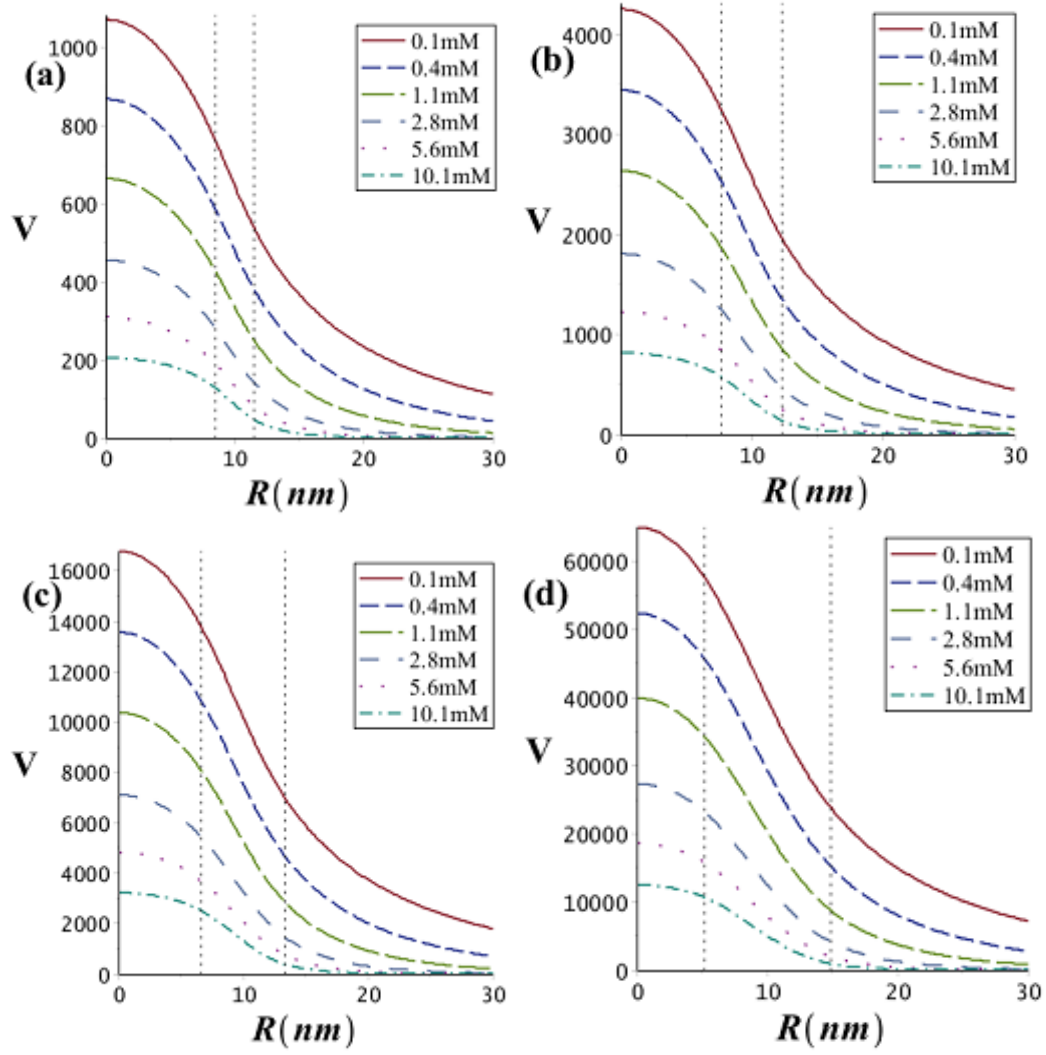 (a)
V
1000
800
600
400
200
0
0 10 20 30
R(nm)
0.1mM
0.4mM
1.1mM
2.8mM
5.6mM
10.1mM
(b)
V
4000
3000
2000
1000
0
0 10 20 30
R(nm)
0.1mM
0.4mM
1.1mM
2.8mM
5.6mM
10.1mM
(c)
V
16000
14000
12000
10000
8000
6000
4000
2000
0
0 10 20 30
R(nm)
0.1mM
0.4mM
1.1mM
2.8mM
5.6mM
10.1mM
(d)
V
60000
50000
40000
30000
20000
10000
0
0 10 20 30
R(nm)
0.1mM
0.4mM
1.1mM
2.8mM
5.6mM
10.1mM